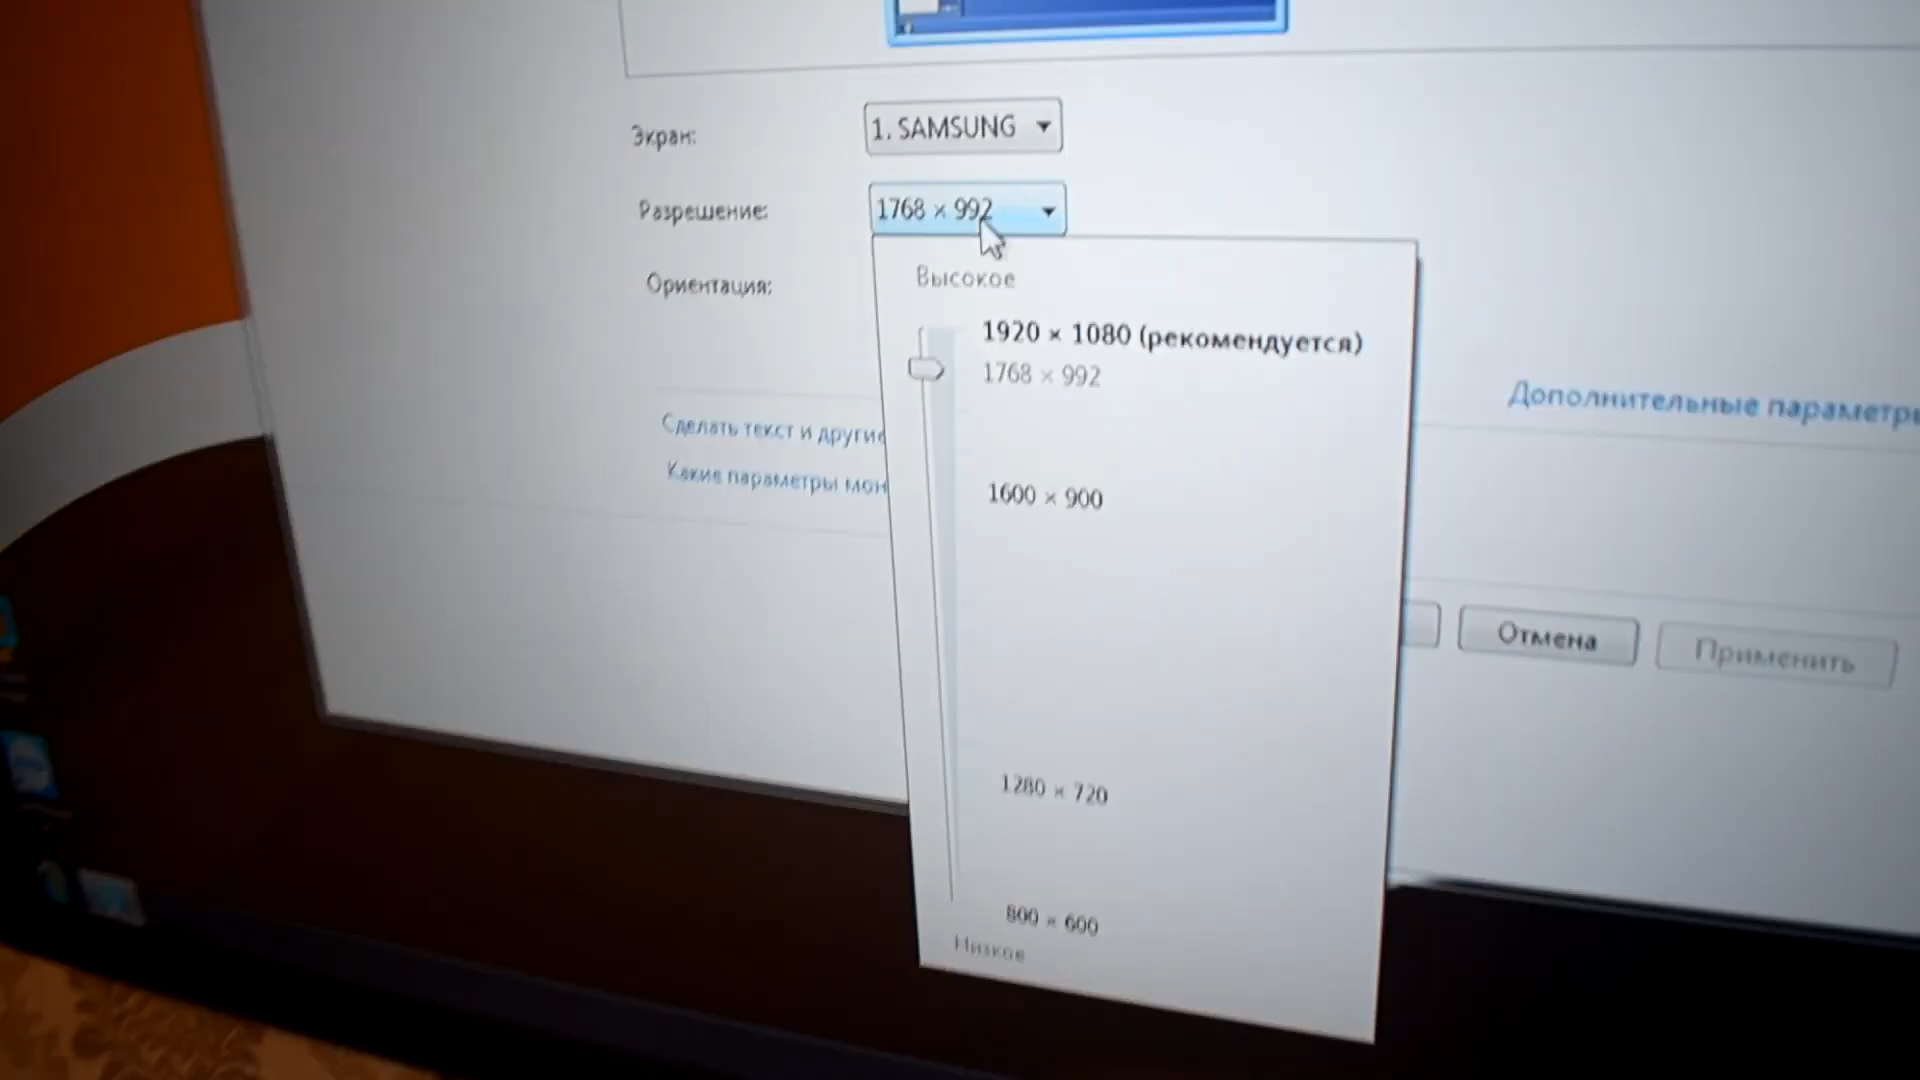 Экран:
1. SAMSUNG
Разрешение:
1768 × 992
Ориентация:
Высокое
1920 × 1080 (рекомендуется)
1768 × 992
1600 × 900
1280 × 720
800 × 600
Низкое
Дополнительные параметры
Сделать текст и другие
Какие параметры мон
Отмена
Применить